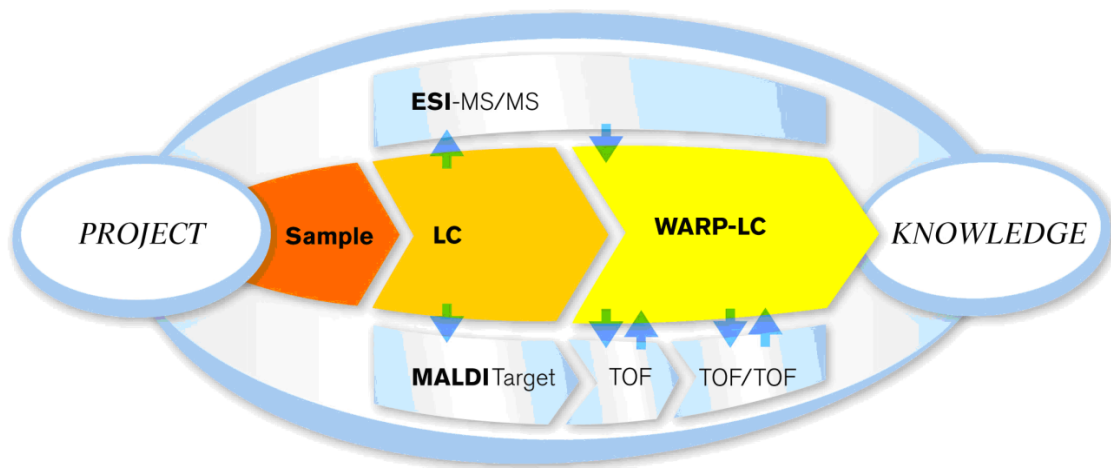 ESI-MS/MS
PROJECT
Sample
LC
WARP-LC
KNOWLEDGE
MALDI Target
TOF
TOF/TOF